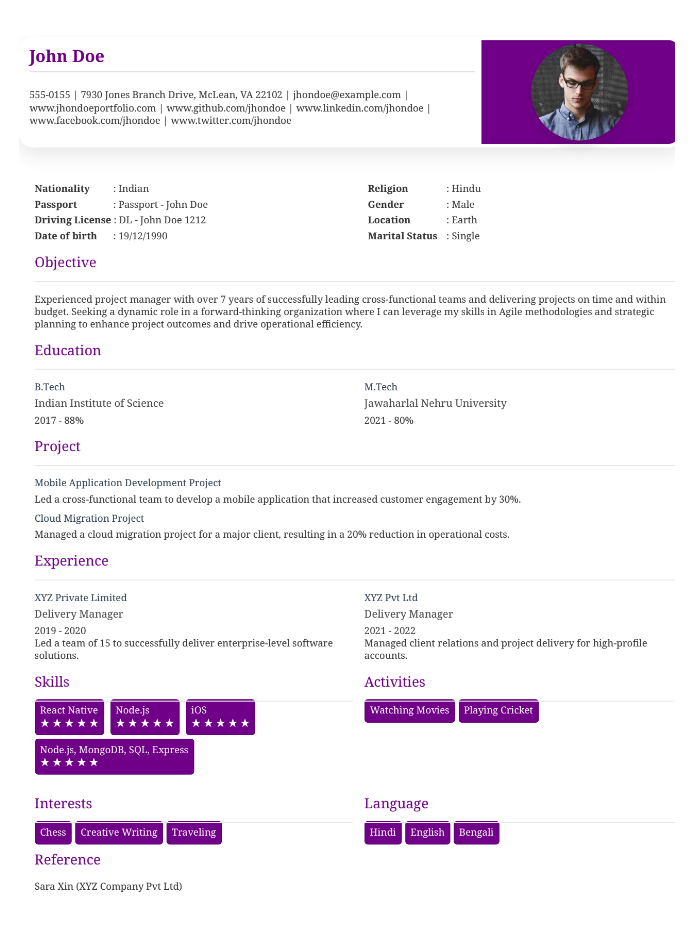 John Doe
555-0155 | 7930 Jones Branch Drive, McLean, VA 22102 | jhondoe@example.com |
www.jhondoeportfolio.com | www.github.com/jhondoe | www.linkedin.com/jhondoe |
www.facebook.com/jhondoe | www.twitter.com/jhondoe
Nationality : Indian
Passport : Passport - John Doe
Driving License : DL - John Doe 1212
Date of birth : 19/12/1990
Religion : Hindu
Gender : Male
Location : Earth
Marital Status : Single
Objective
Experienced project manager with over 7 years of successfully leading cross-functional teams and delivering projects on time and within
budget. Seeking a dynamic role in a forward-thinking organization where I can leverage my skills in Agile methodologies and strategic
planning to enhance project outcomes and drive operational efficiency.
Education
B.Tech
Indian Institute of Science
2017 - 88%
M.Tech
Jawaharlal Nehru University
2021 - 80%
Project
Mobile Application Development Project
Led a cross-functional team to develop a mobile application that increased customer engagement by 30%.
Cloud Migration Project
Managed a cloud migration project for a major client, resulting in a 20% reduction in operational costs.
Experience
XYZ Private Limited
Delivery Manager
2019 - 2020
Led a team of 15 to successfully deliver enterprise-level software
solutions.
XYZ Pvt Ltd
Delivery Manager
2021 - 2022
Managed client relations and project delivery for high-profile
accounts.
Skills
React Native
★★★★★
Node.js
★★★★★
iOS
★★★★★
Node.js, MongoDB, SQL, Express
★★★★★
Activities
Watching Movies
Playing Cricket
Interests
Chess
Creative Writing
Traveling
Language
Hindi
English
Bengali
Reference
Sara Xin (XYZ Company Pvt Ltd)